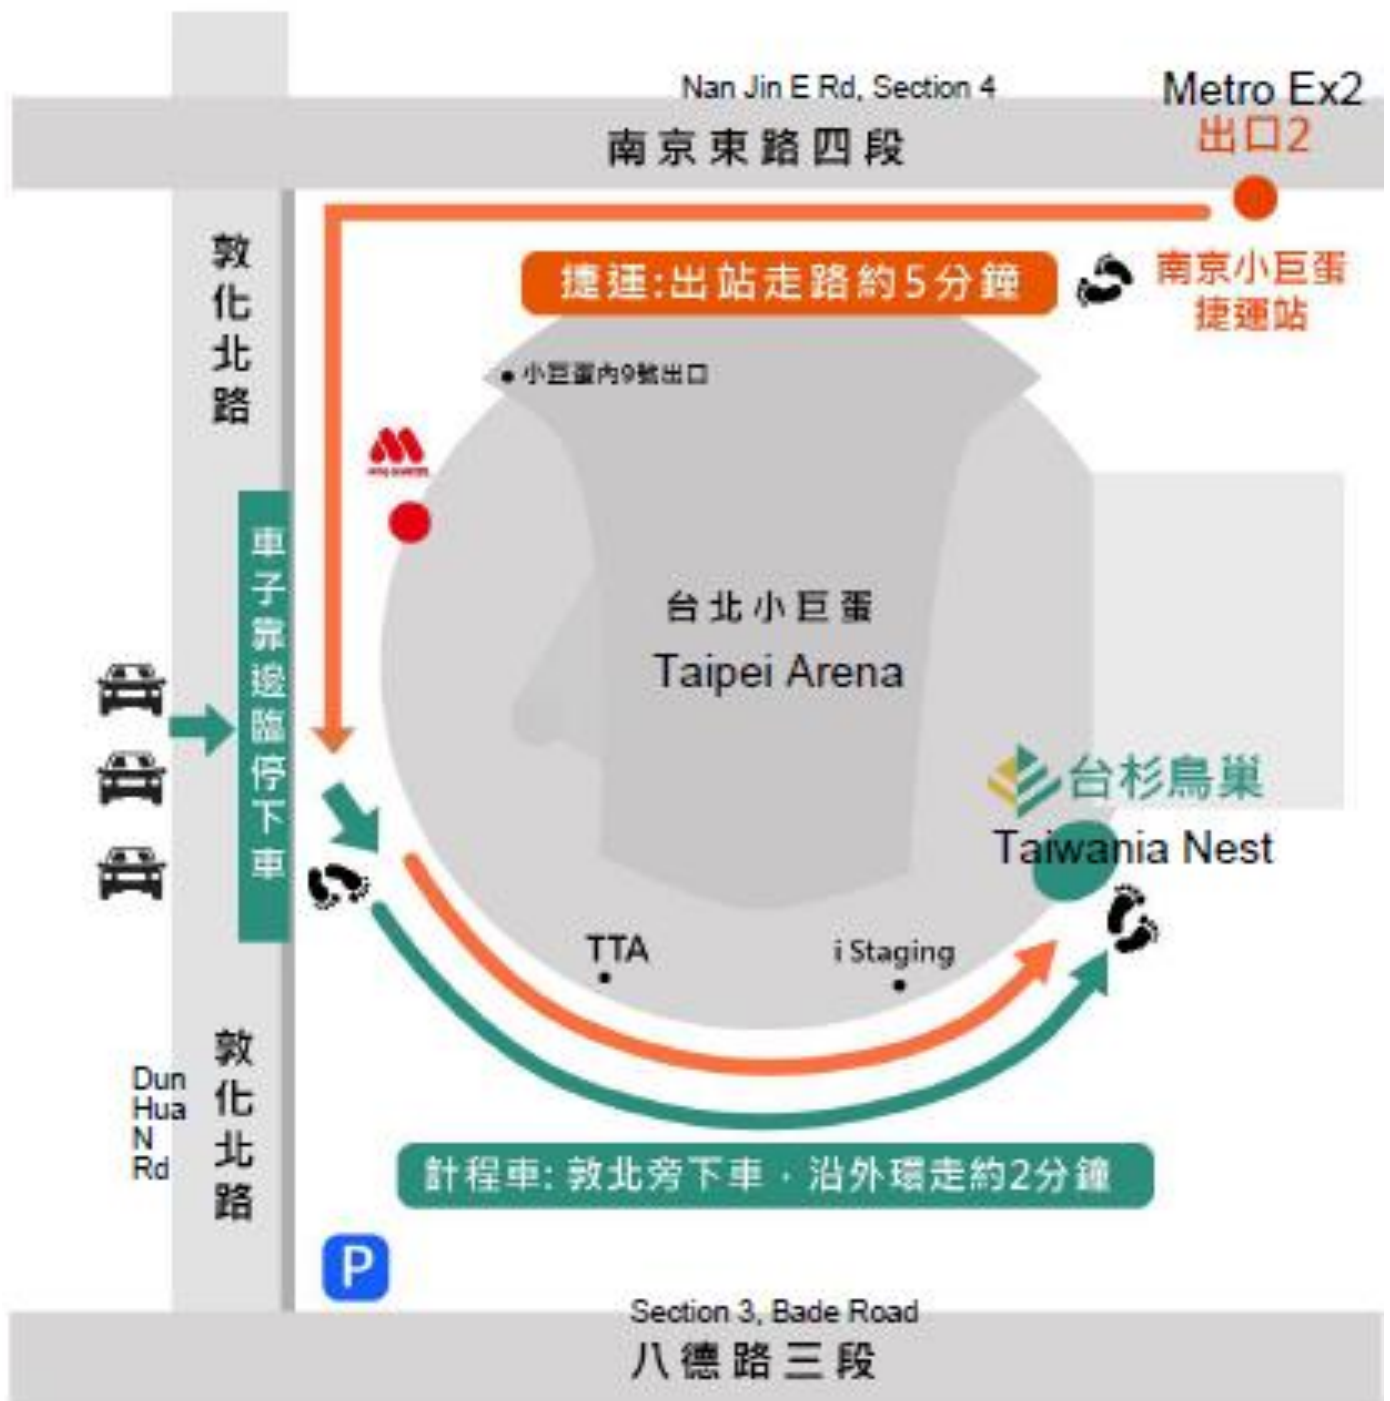 Nan Jin E Rd, Section 4
南京東路四段
Metro Ex2
出口2
南京小巨蛋
捷運站
捷運:出站走路約5分鐘
敦化北路
小巨蛋內9號出口
車子靠邊臨停下車
台北小巨蛋
Taipei Arena
台杉鳥巢
Taiwania Nest
TTA
i Staging
敦化北路
Dun
Hua
N
Rd
計程車: 敦北旁下車，沿外環走約2分鐘
P
Section 3, Bade Road
八德路三段